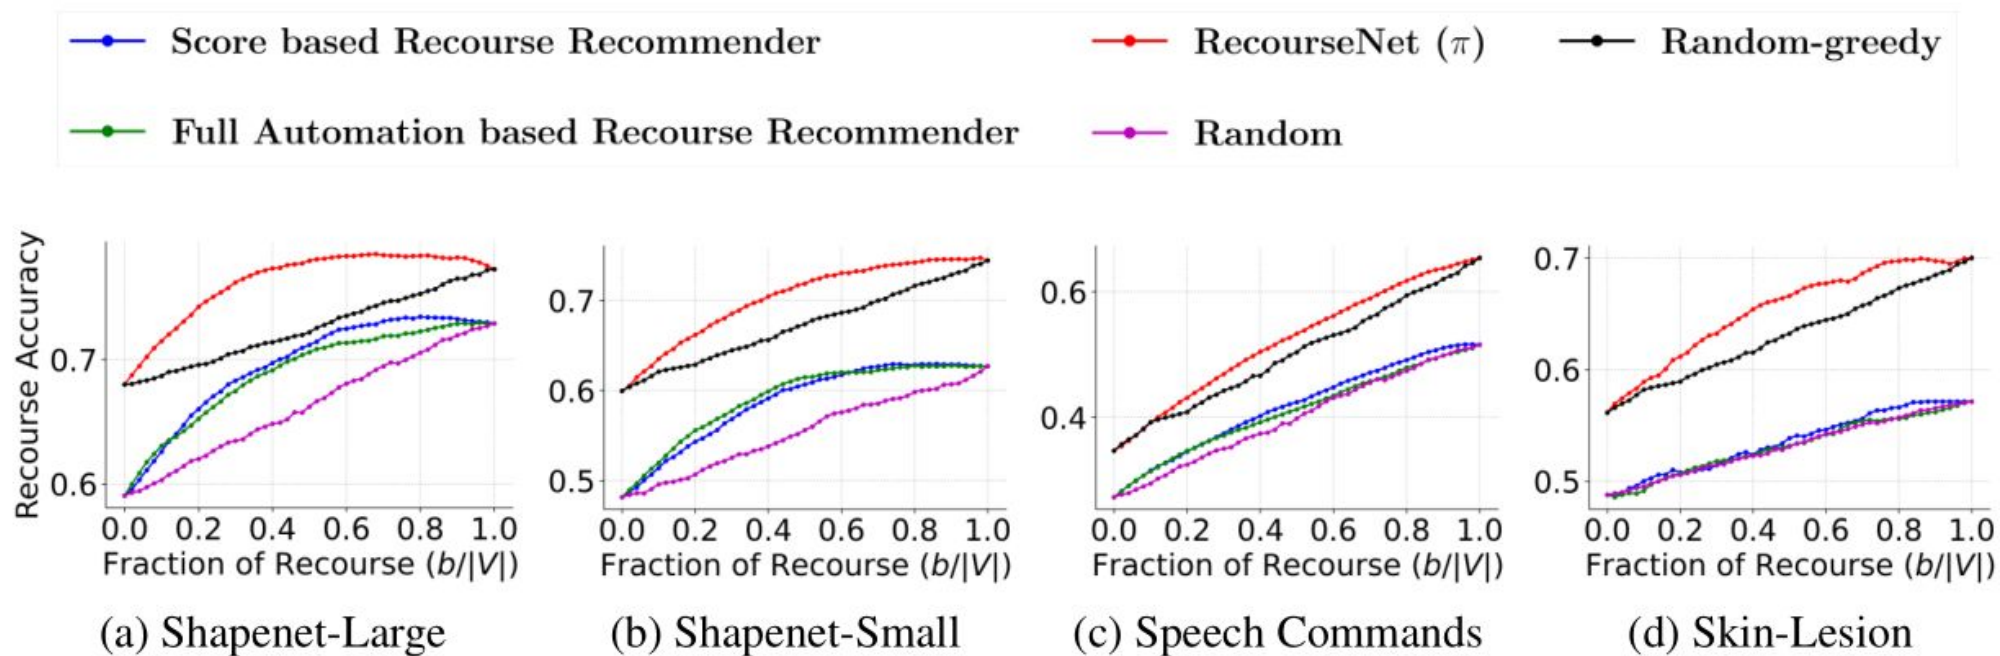 Score based Recourse Recommender RecourseNet (π) Random-greedy
Full Automation based Recourse Recommender Random
Recourse Accuracy
0.7
0.6
0.0 0.2 0.4 0.6 0.8 1.0
Fraction of Recourse (b/|V|)
(a) Shapenet-Large
0.7
0.6
0.5
0.0 0.2 0.4 0.6 0.8 1.0
Fraction of Recourse (b/|V|)
(b) Shapenet-Small
0.6
0.4
0.0 0.2 0.4 0.6 0.8 1.0
Fraction of Recourse (b/|V|)
(c) Speech Commands
0.7
0.6
0.5
0.0 0.2 0.4 0.6 0.8 1.0
Fraction of Recourse (b/|V|)
(d) Skin-Lesion